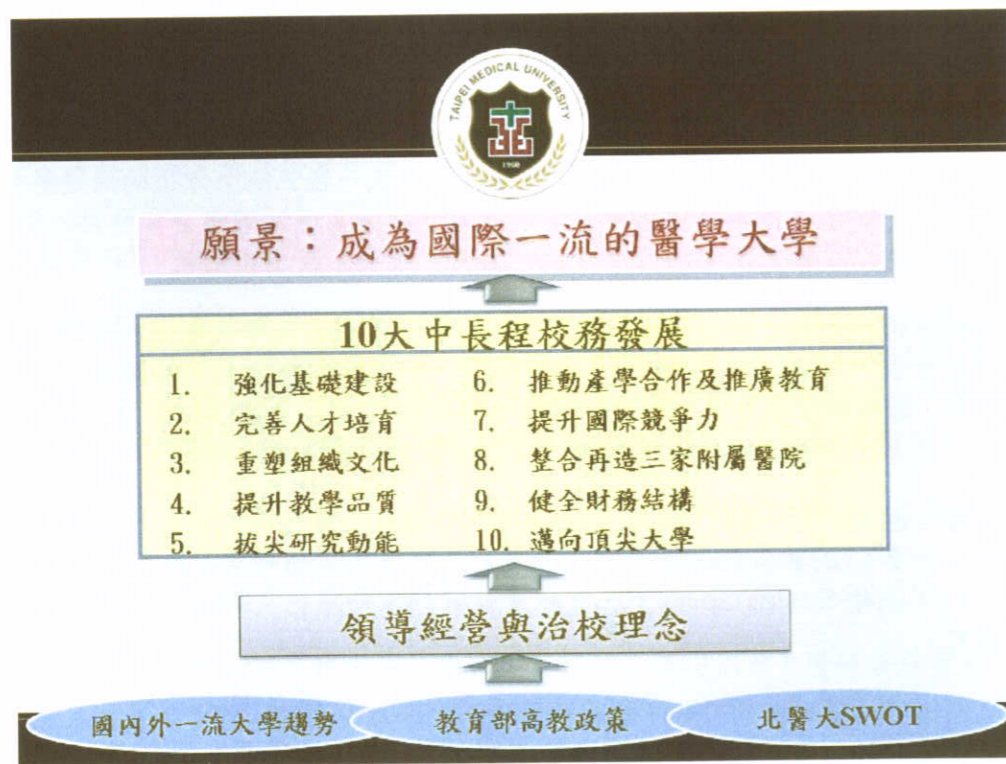 TAIPEI MEDICAL UNIVERSITY
1960
願景：成為國際一流的醫學大學
10大中長程校務發展
1. 強化基礎建設
2. 完善人才培育
3. 重塑組織文化
4. 提升教學品質
5. 拔尖研究動能
6. 推動產學合作及推廣教育
7. 提升國際競爭力
8. 整合再造三家附屬醫院
9. 健全財務結構
10. 邁向頂尖大學
領導經營與治校理念
國內外一流大學趨勢
教育部高教政策
北醫大SWOT